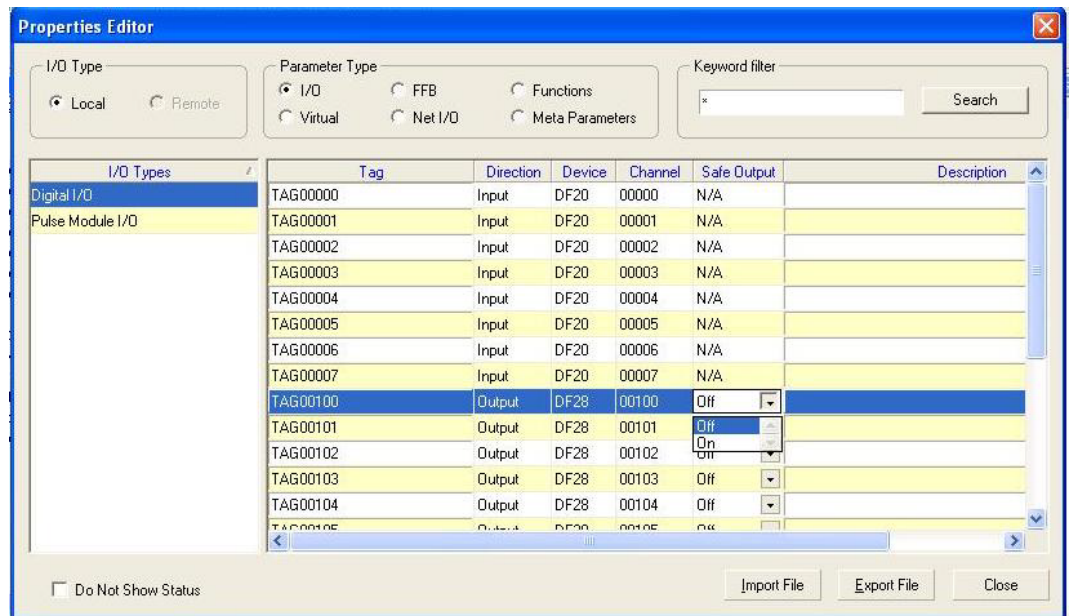 Properties Editor
I/O Type
Local Remote
Parameter Type
I/O FFB Functions
Virtual Net I/O Meta Parameters
Keyword filter
* Search
I/O Types
Digital I/O
Pulse Module I/O
Tag Direction Device Channel Safe Output Description
TAG00000 Input DF20 00000 N/A
TAG00001 Input DF20 00001 N/A
TAG00002 Input DF20 00002 N/A
TAG00003 Input DF20 00003 N/A
TAG00004 Input DF20 00004 N/A
TAG00005 Input DF20 00005 N/A
TAG00006 Input DF20 00006 N/A
TAG00007 Input DF20 00007 N/A
TAG00100 Output DF28 00100 Off
TAG00101 Output DF28 00101 Off
On
TAG00102 Output DF28 00102 Off
TAG00103 Output DF28 00103 Off
TAG00104 Output DF28 00104 Off
Do Not Show Status
Import File Export File Close